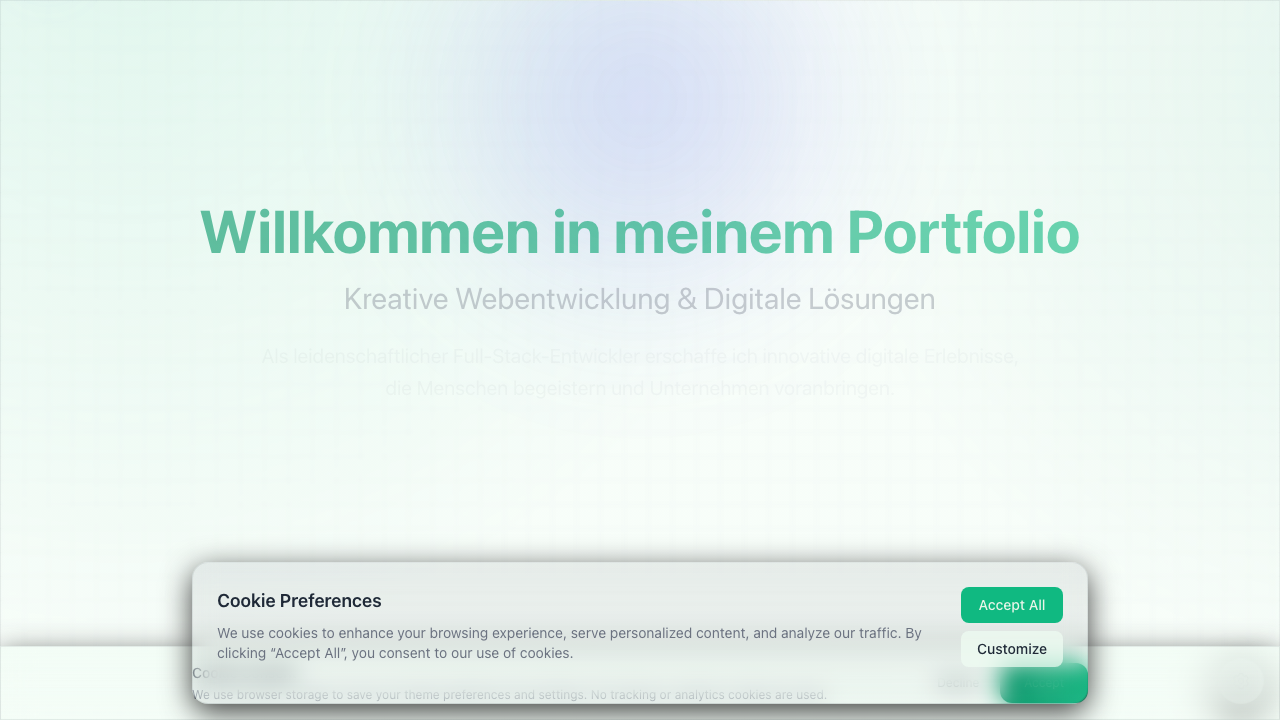 Willkommen in meinem Portfolio
Kreative Webentwicklung & Digitale Lösungen
Als leidenschaftlicher Full-Stack-Entwickler erschaffe ich innovative digitale Erlebnisse,
die Menschen begeistern und Unternehmen voranbringen.
Cookie Preferences
We use cookies to enhance your browsing experience, serve personalized content, and analyze our traffic. By
clicking “Accept All”, you consent to our use of cookies.
Accept All
Customize
We use browser storage to save your theme preferences and settings. No tracking or analytics cookies are used.
Decline